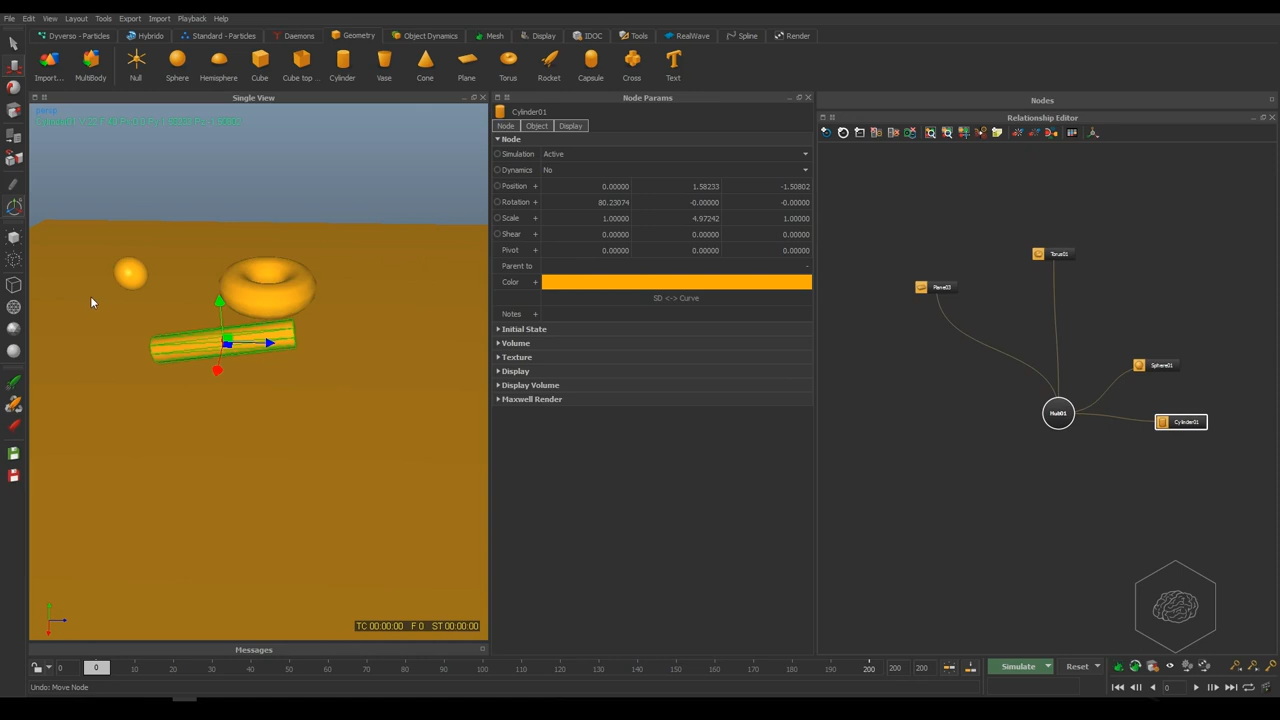 File Edit View Layout Tools Export Import Playback Help
Dyverso - Particles Hybrido Standard - Particles Daemons Geometry Object Dynamics Mesh Display IDOC Tools RealWave Spline Render
Import... MultiBody Null Sphere Hemisphere Cube Cube top ... Cylinder Vase Cone Plane Torus Rocket Capsule Cross Text
Single View
Node Params
Nodes
Relationship Editor
persp
Cylinder01
Node Object Display
Node
Simulation Active
Dynamics No
Position + 0.00000 1.58233 -1.50802
Rotation + 80.23074 -0.00000 -0.00000
Scale + 1.00000 4.97242 1.00000
Shear + 0.00000 0.00000 0.00000
Pivot + 0.00000 0.00000 0.00000
Parent to -
Color +
SD <-> Curve
Notes +
Initial State
Volume
Texture
Display
Display Volume
Maxwell Render
Torus01
Plane03
Sphere01
Hub01
Cylinder01
TC 00:00:00 F 0 ST 00:00:00
Messages
0 0 10 20 30 40 50 60 70 80 90 100 110 120 130 140 150 160 170 180 190 200 200 200
Simulate Reset
Undo: Move Node
0